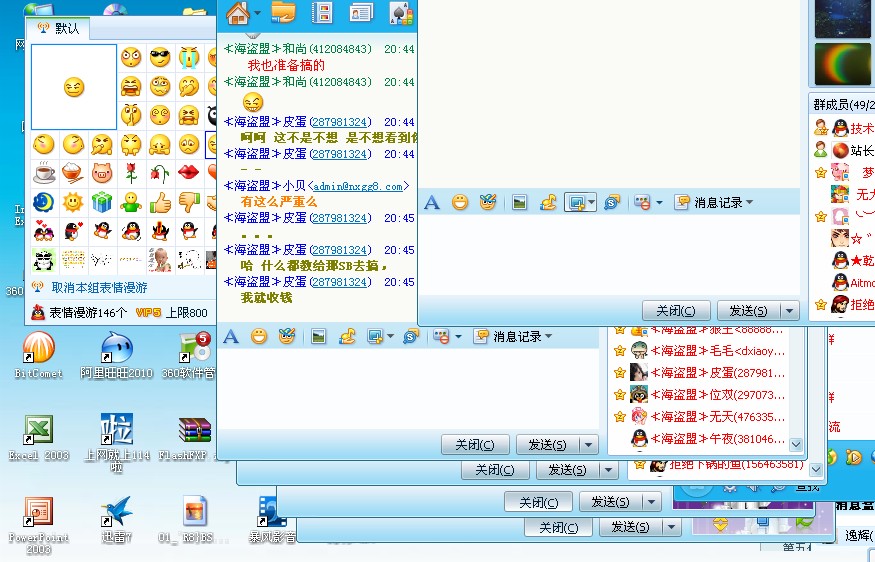 默认
取消本组表情漫游
表情漫游146个 VIP5 上限800
BitComet
阿里旺旺2010
360软件管
5
Excel 2003
上网就上114
啦
FlashFXP
PowerPoint
2003
迅雷7
暴风影音
≮海盗盟≯和尚(412084843) 20:44
我也准备搞的
≮海盗盟≯和尚(412084843) 20:44
≮海盗盟≯皮蛋(287981324) 20:44
呵呵 这不是不想 是不想看到你
≮海盗盟≯皮蛋(287981324) 20:44
- -
≮海盗盟≯小贝<admin@nxgg8.com>
有这么严重么
≮海盗盟≯皮蛋(287981324) 20:45
。。。
≮海盗盟≯皮蛋(287981324) 20:45
哈 什么都教给那SB去搞，
≮海盗盟≯皮蛋(287981324) 20:45
我就收钱
消息记录
关闭(C) 发送(S)
消息记录
关闭(C) 发送(S)
关闭(C) 发送(S)
关闭(C) 发送(S)
关闭(C) 发送(S)
群成员(49/2
技术
站长
梦
无大
★乾
Aitmo
拒绝
≮海盗盟≯狼王<88888...
≮海盗盟≯毛毛<dxiaoy...
≮海盗盟≯皮蛋(287981...
≮海盗盟≯位双(297073...
≮海盗盟≯无天(476335...
≮海盗盟≯午夜(381046...
拒绝下锅的鱼(156463581)
流
查找
消息盒
逸辉(